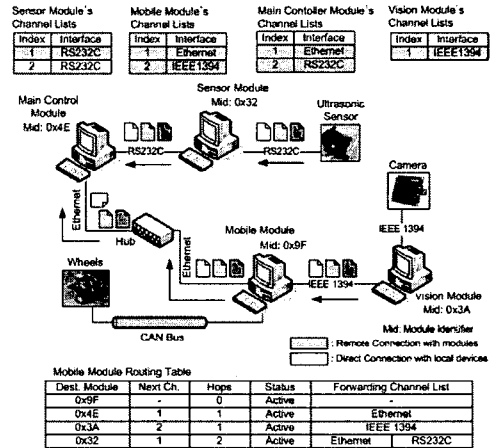 Sensor Module's Channel Lists
Index Interface
1 RS232C
2 RS232C
Mobile Module's Channel Lists
Index Interface
1 Ethernet
2 IEEE1394
Main Contoller Module's Channel Lists
Index Interface
1 Ethernet
2 RS232C
Vision Module's Channel Lists
Index Interface
1 IEEE1394
Main Control Module
Mid: 0x4E
Sensor Module
Mid: 0x32
Ultrasonic Sensor
RS232C
RS232C
Camera
Ethernet
Hub
Ethernet
Mobile Module
Mid: 0x9F
IEEE 1394
IEEE 1394
Wheels
Vision Module
Mid: 0x3A
CAN Bus
Mid: Module Identifier
: Remote Connection with modules
: Direct Connection with local devices
Mobile Module Routing Table
Dest. Module Next Ch. Hops Status Forwarding Channel List
0x9F - 0 Active -
0x4E 1 1 Active Ethernet
0x3A 2 1 Active IEEE 1394
0x32 1 2 Active Ethernet RS232C